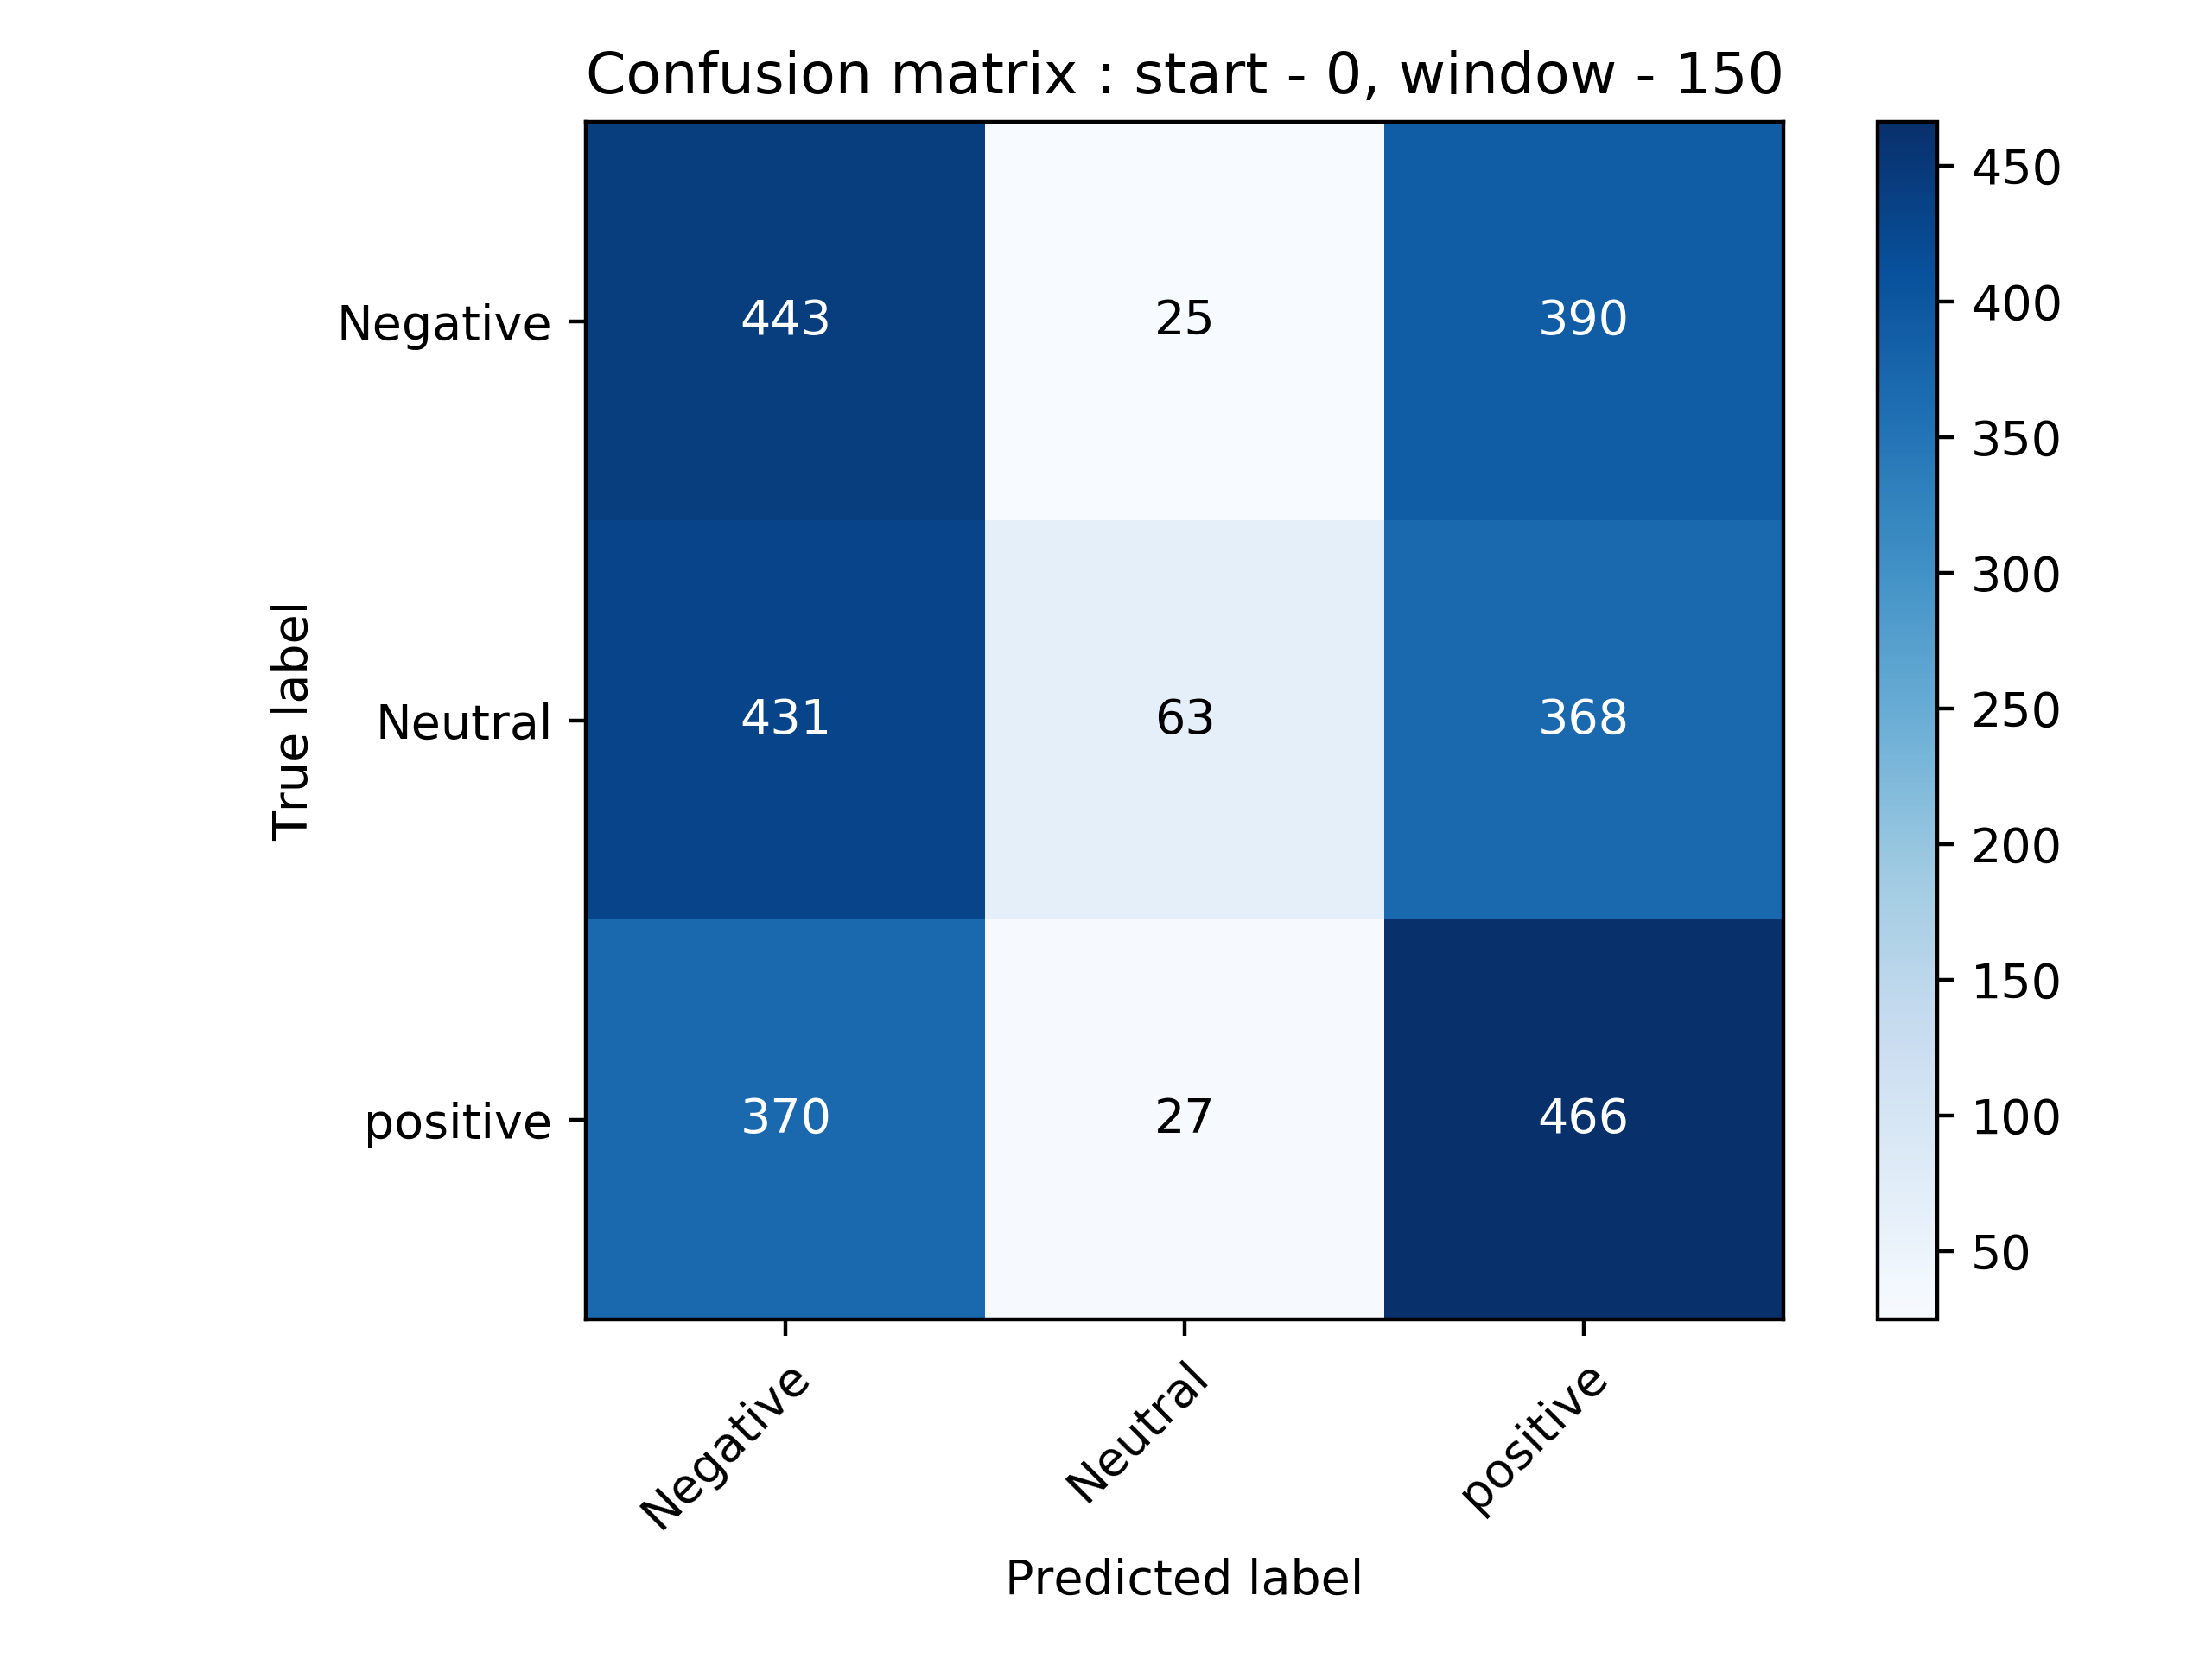 Confusion matrix : start - 0, window - 150
True label
Negative
443
25
390
Neutral
431
63
368
positive
370
27
466
Negative
Neutral
positive
Predicted label
450
400
350
300
250
200
150
100
50